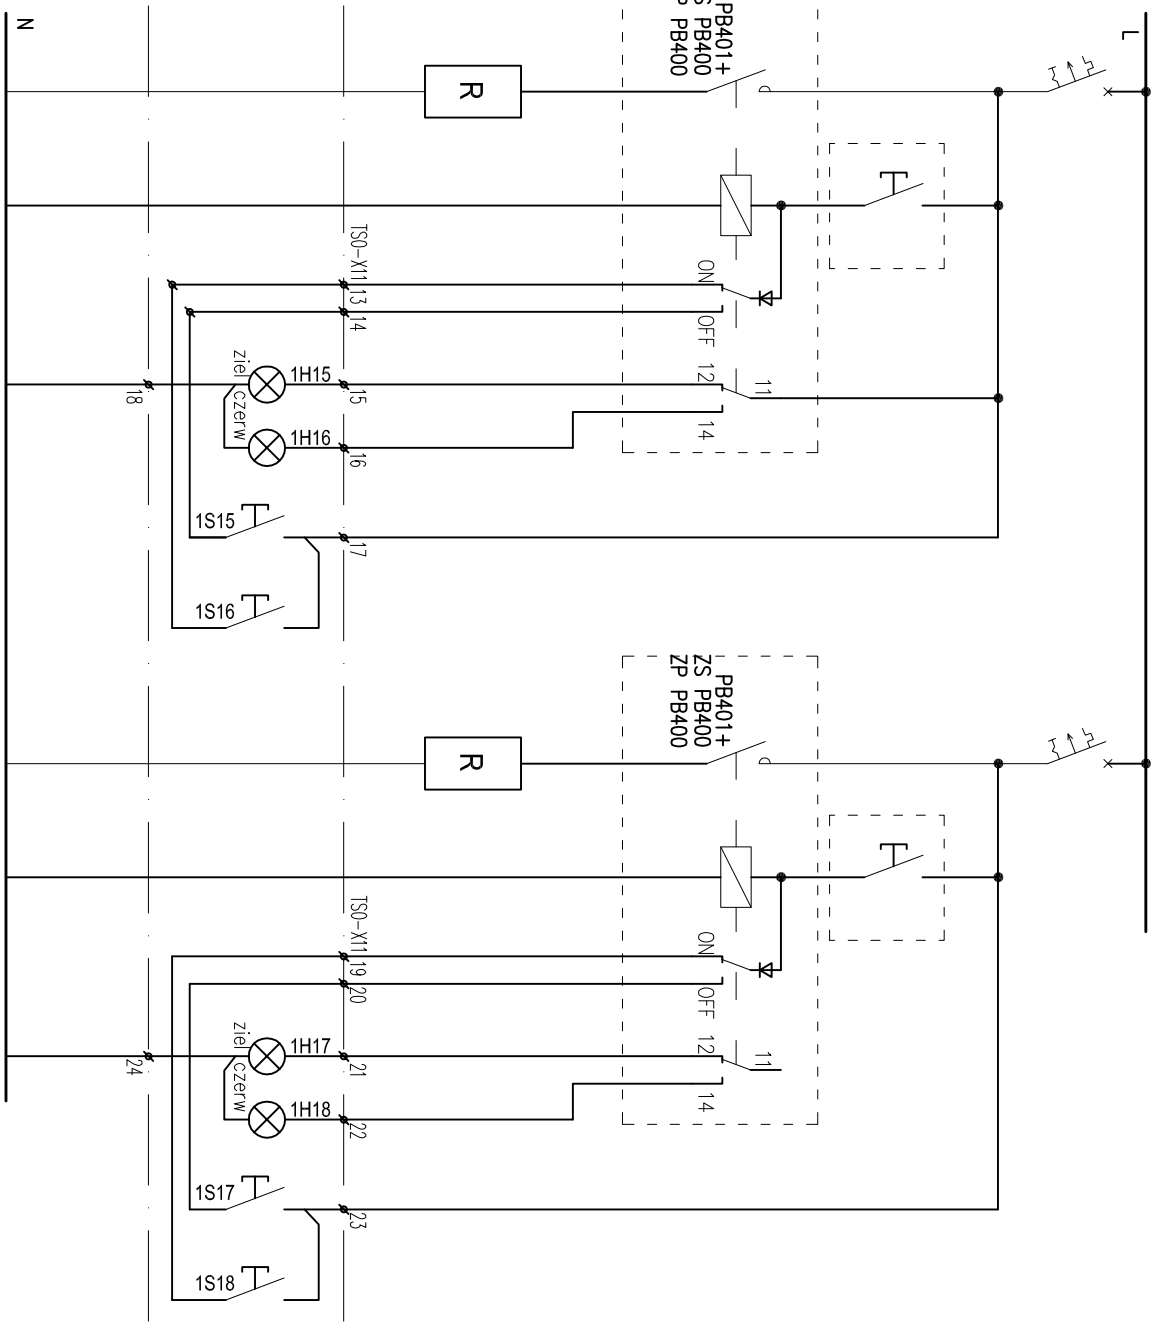 N
L
PB401+
PB400
PB400
R
TS0-X11
13
14
ON
OFF
ziel
czerw
1H15
15
12
11
18
1H16
16
14
1S15
17
1S16
PB401+
ZS PB400
ZP PB400
R
TS0-X11
19
20
ON
OFF
ziel
czerw
1H17
21
12
11
24
1H18
22
14
1S17
23
1S18